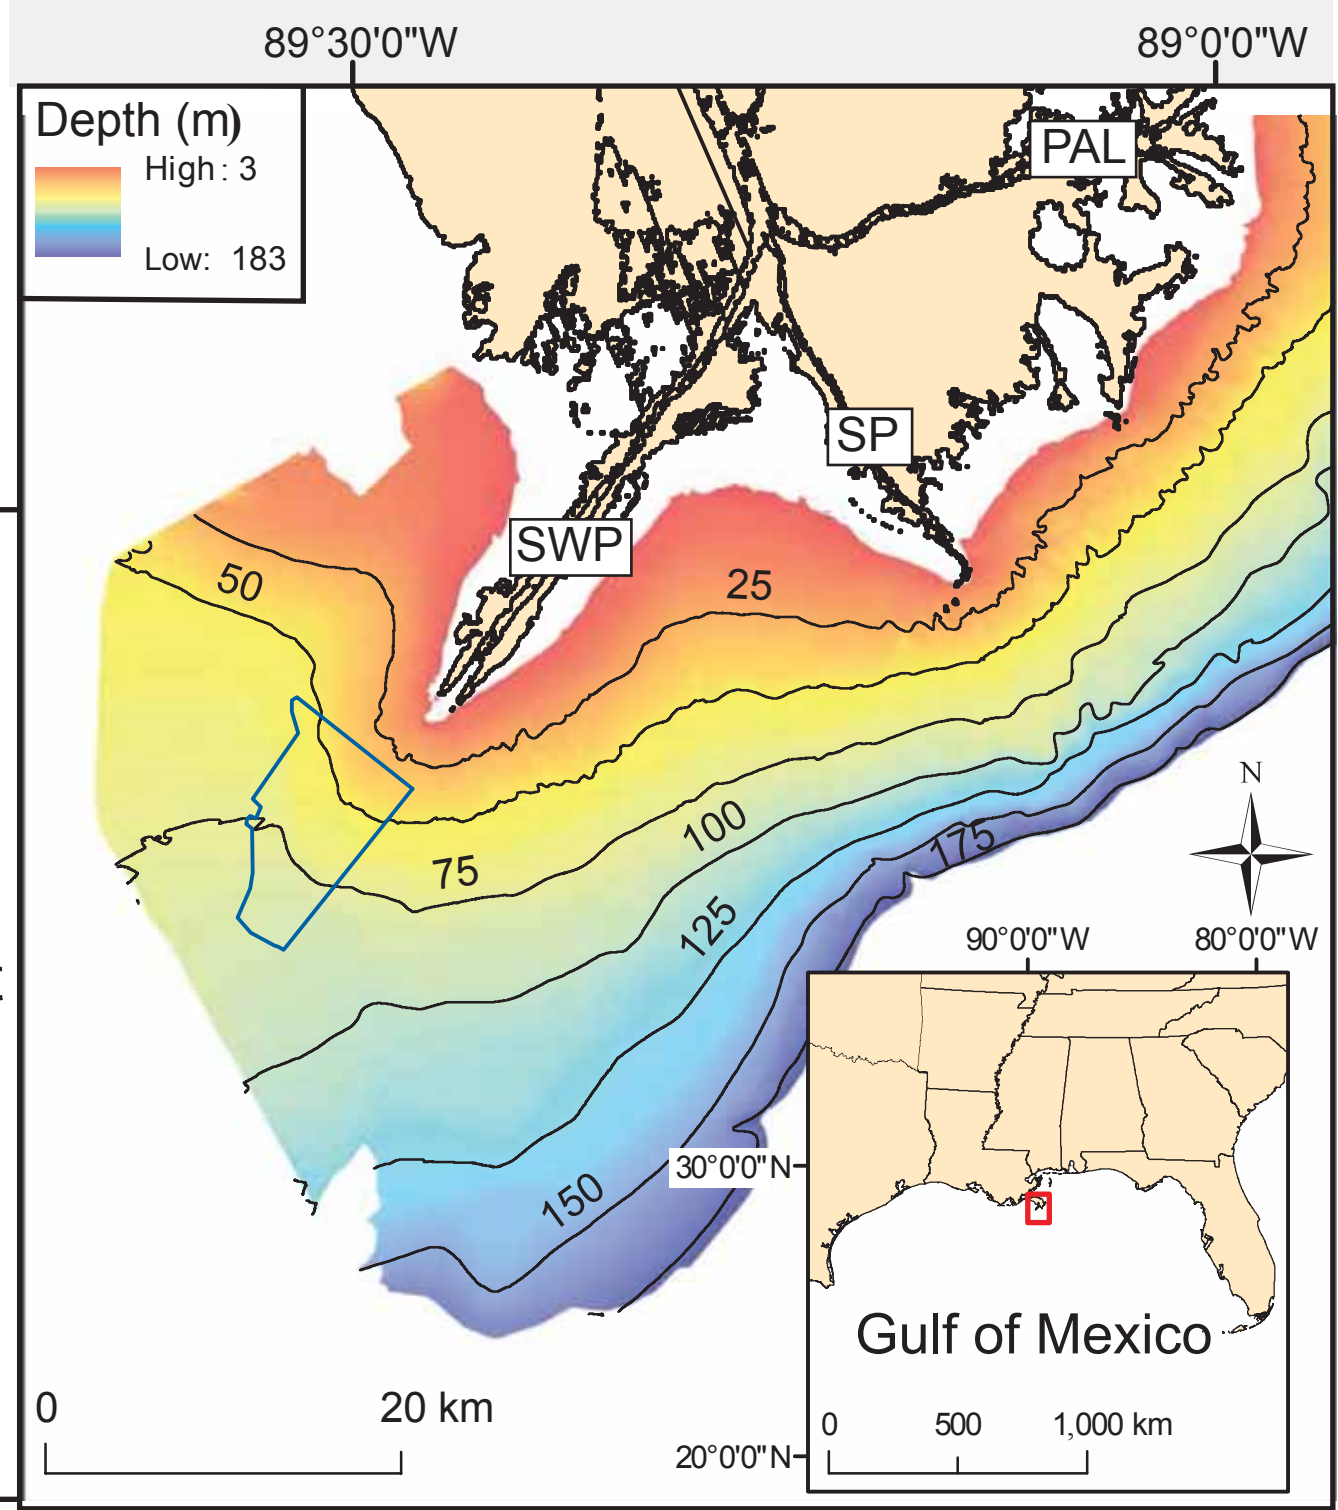 89°30'0"W
89°0'0"W
Depth (m)
High: 3
Low: 183
PAL
SP
SWP
50
25
75
100
125
150
175
N
90°0'0"W
80°0'0"W
30°0'0"N
20°0'0"N
Gulf of Mexico
0
500
1,000 km
0
20 km